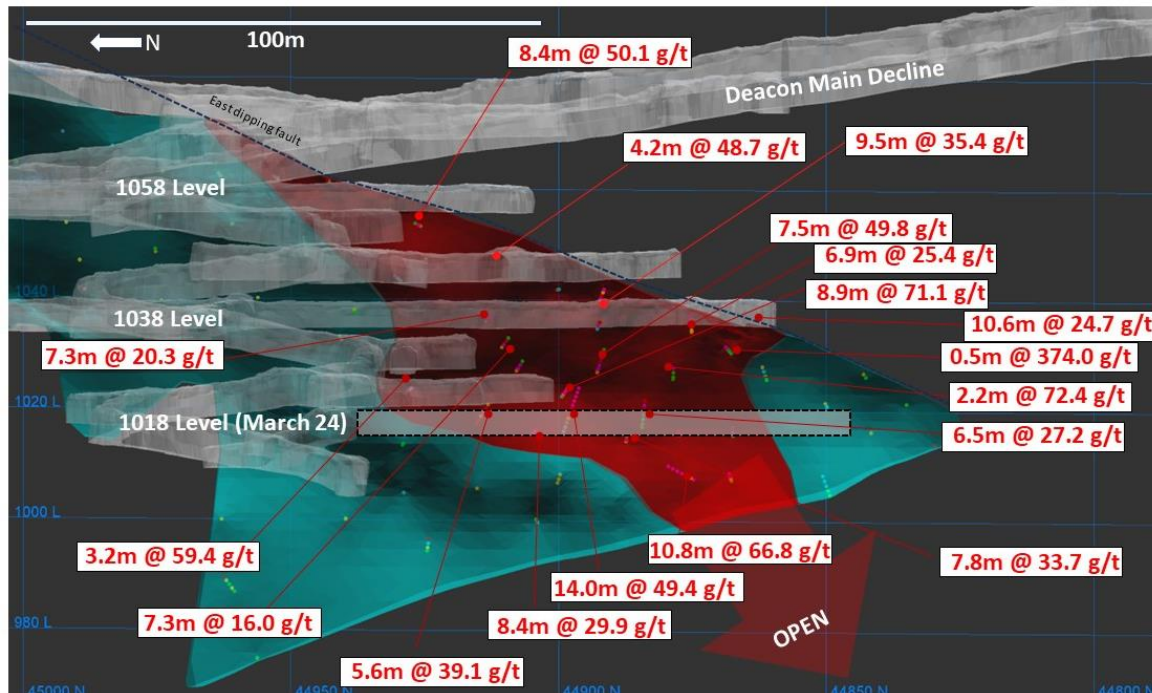 N
100m
8.4m @ 50.1 g/t
Deacon Main Decline
East dipping fault
4.2m @ 48.7 g/t
9.5m @ 35.4 g/t
1058 Level
7.5m @ 49.8 g/t
6.9m @ 25.4 g/t
8.9m @ 71.1 g/t
1040 L
1038 Level
10.6m @ 24.7 g/t
7.3m @ 20.3 g/t
0.5m @ 374.0 g/t
2.2m @ 72.4 g/t
1020 L
1018 Level (March 24)
6.5m @ 27.2 g/t
1000 L
3.2m @ 59.4 g/t
10.8m @ 66.8 g/t
7.8m @ 33.7 g/t
14.0m @ 49.4 g/t
7.3m @ 16.0 g/t
8.4m @ 29.9 g/t
OPEN
980 L
5.6m @ 39.1 g/t
45000 N
44950 N
44900 N
44850 N
44800 N